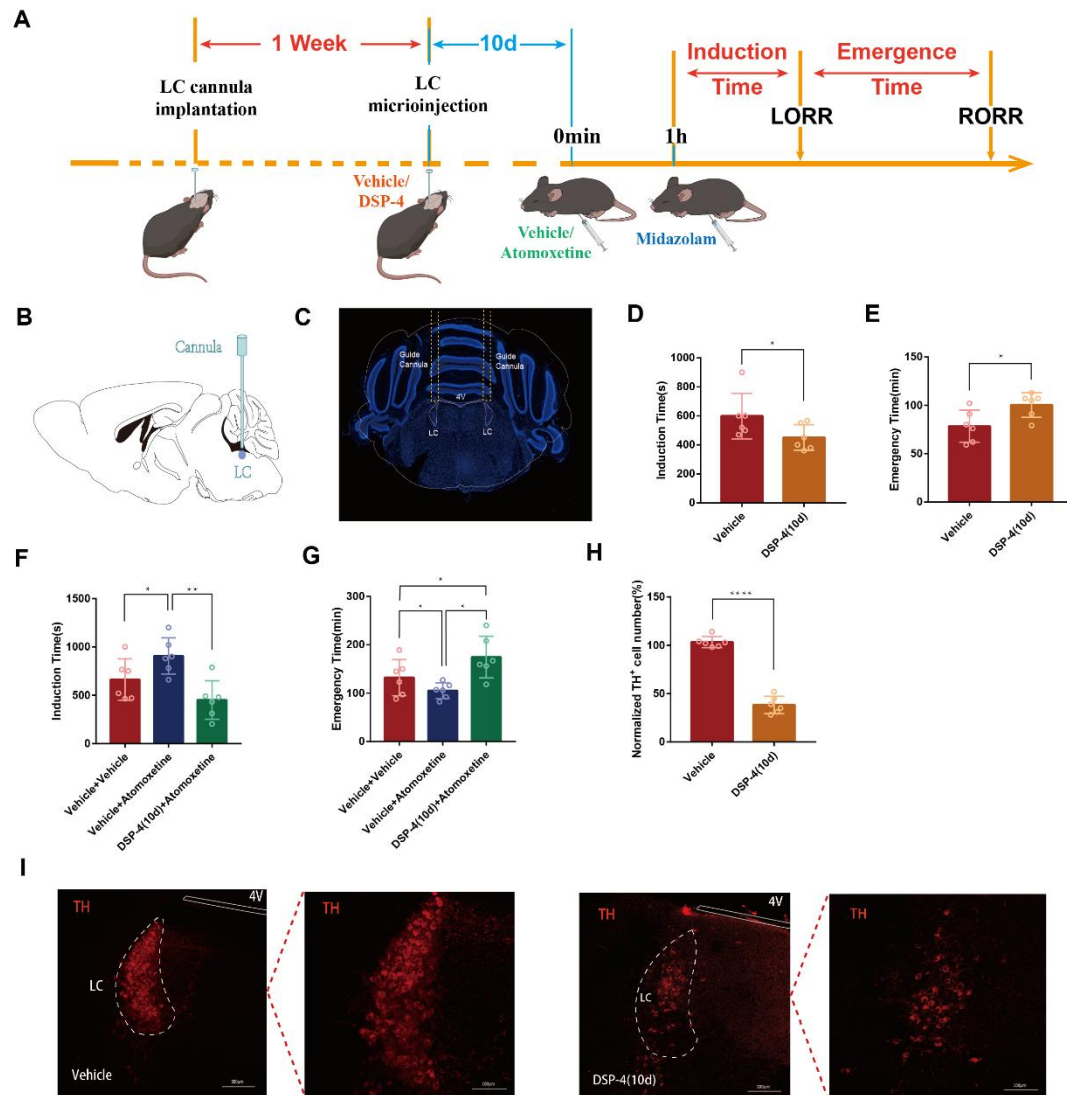 A
1 Week
10d
Induction
Time
Emergence
Time
LC cannula
implantation
LC
micrioinjection
LORR
RORR
0min
1h
Vehicle/
DSP-4
Vehicle/
Atomoxetine
Midazolam
B
Cannula
LC
C
Guide
Cannula
Guide
Cannula
4V
LC
LC
D
Induction Time(s)
1000
800
600
400
200
0
*
Vehicle
DSP-4(10d)
E
Emergency Time(min)
150
100
50
0
*
Vehicle
DSP-4(10d)
F
Induction Time(s)
1500
1000
500
0
*
**
Vehicle+Vehicle
Vehicle+Atomoxetine
DSP-4(10d)+Atomoxetine
G
Emergency Time(min)
300
200
100
0
*
*
*
Vehicle+Vehicle
Vehicle+Atomoxetine
DSP-4(10d)+Atomoxetine
H
Normalized TH⁺ cell number(%)
150
100
50
0
****
Vehicle
DSP-4(10d)
I
TH
4V
LC
Vehicle
TH
100μm
TH
4V
LC
DSP-4(10d)
TH
100μm